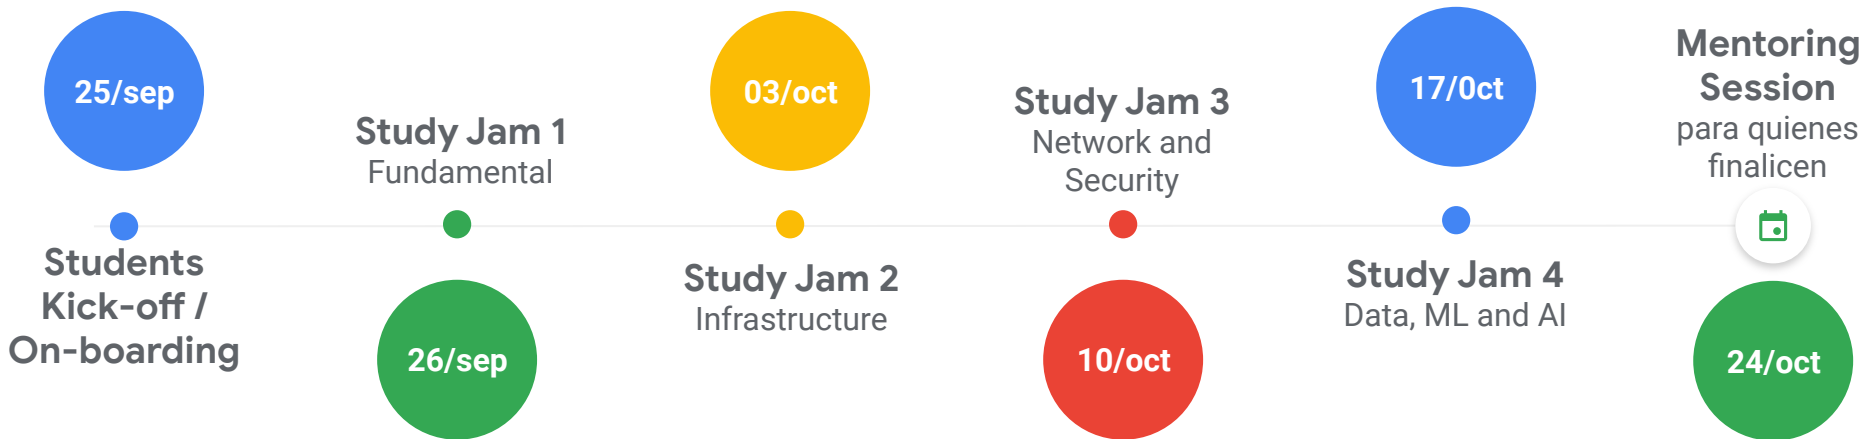 25/sep
Students
Kick-off /
On-boarding
Study Jam 1
Fundamental
26/sep
03/oct
Study Jam 2
Infrastructure
Study Jam 3
Network and
Security
10/oct
17/0ct
Study Jam 4
Data, ML and AI
Mentoring
Session
para quienes
finalicen
24/oct